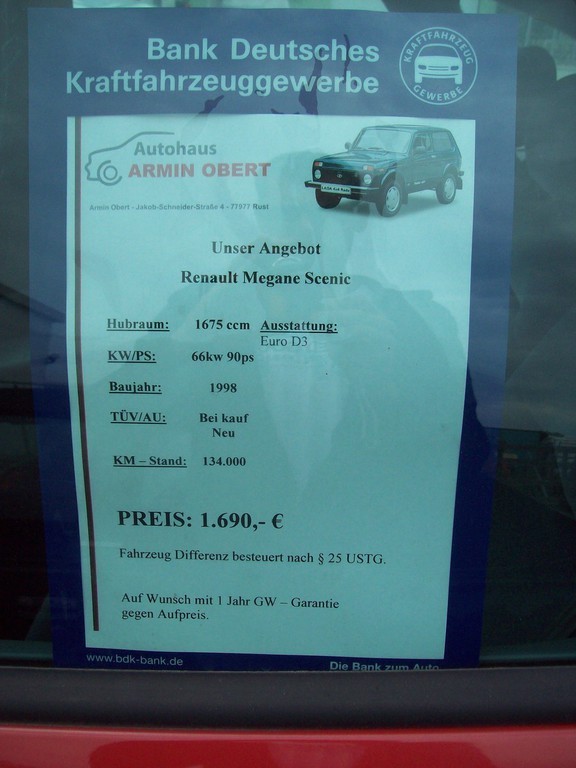 Bank Deutsches
Kraftfahrzeuggewerbe
KRAFTFAHRZEUG
GEWERBE
Autohaus
ARMIN OBERT
Armin Obert - Jakob-Schneider-Straße 4 - 77977 Rust
Unser Angebot
Renault Megane Scenic
Hubraum: 1675 ccm Ausstattung:
Euro D3
KW/PS: 66kw 90ps
Baujahr: 1998
TÜV/AU: Bei kauf
Neu
KM – Stand: 134.000
PREIS: 1.690,- €
Fahrzeug Differenz besteuert nach § 25 USTG.
Auf Wunsch mit 1 Jahr GW – Garantie
gegen Aufpreis.
www.bdk-bank.de
Die Bank zum Auto